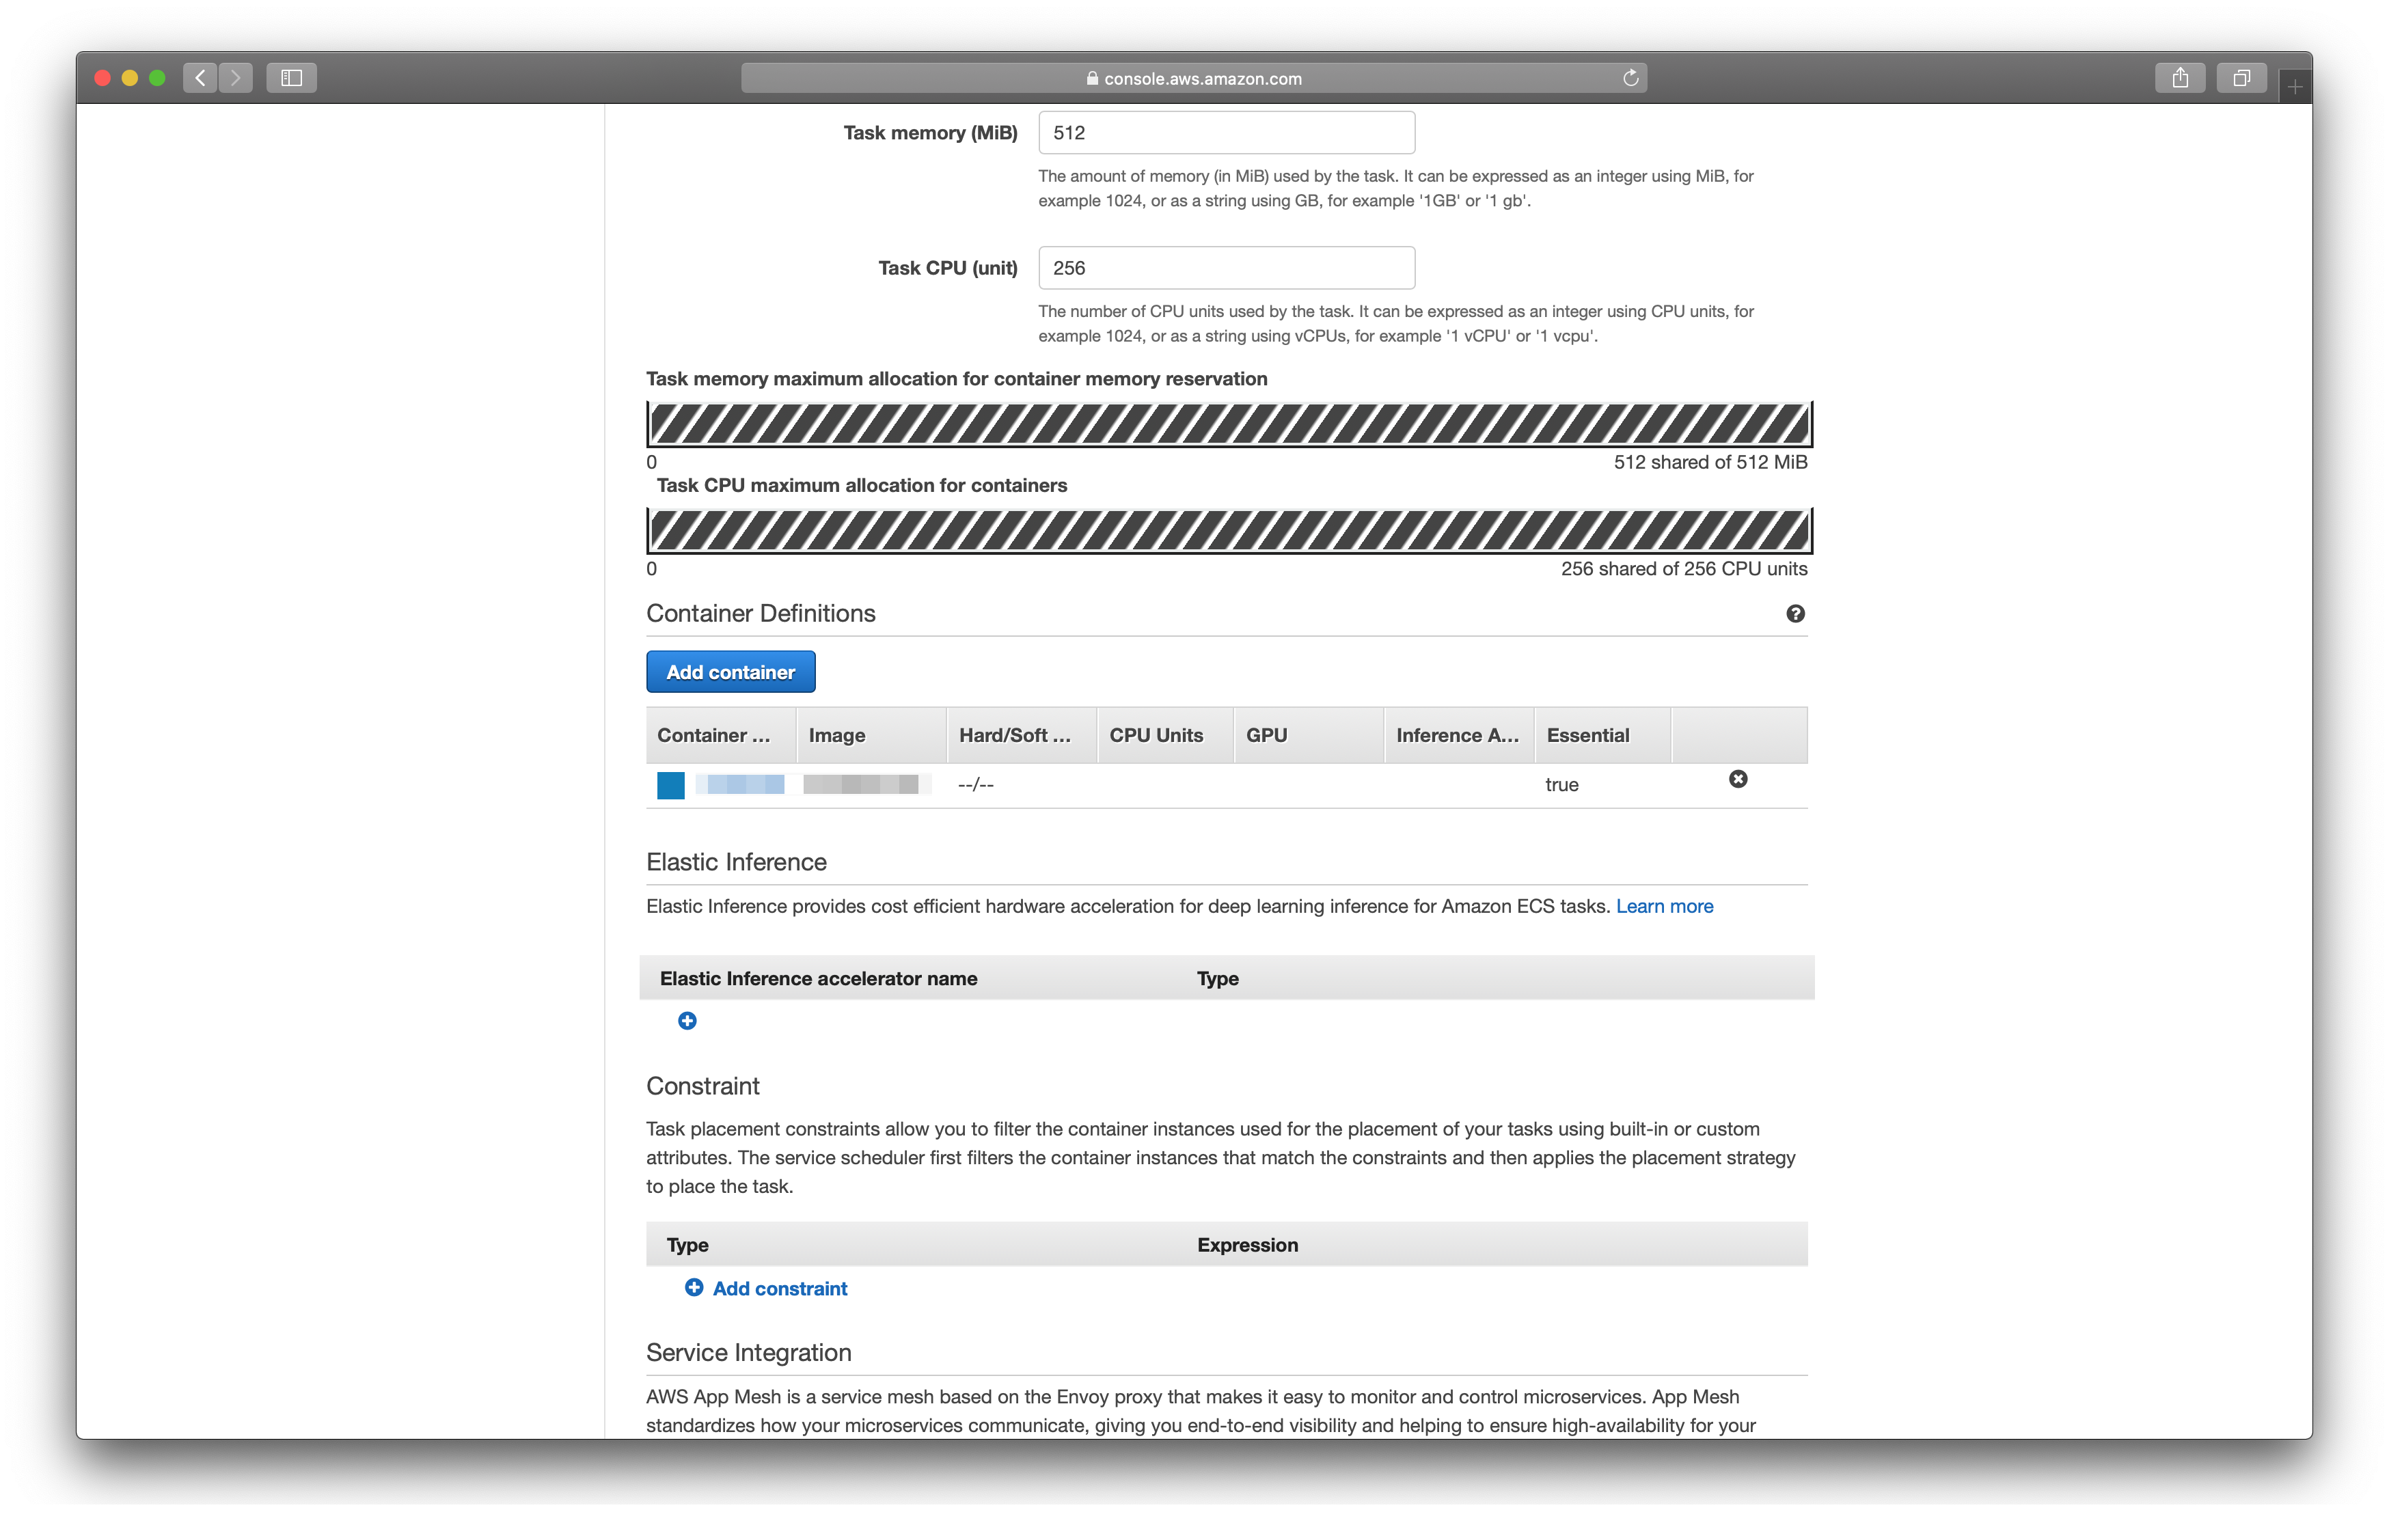 console.aws.amazon.com
Task memory (MiB)
512
The amount of memory (in MiB) used by the task. It can be expressed as an integer using MiB, for
example 1024, or as a string using GB, for example '1GB' or '1 gb'.
Task CPU (unit)
256
The number of CPU units used by the task. It can be expressed as an integer using CPU units, for
example 1024, or as a string using vCPUs, for example '1 vCPU' or '1 vcpu'.
Task memory maximum allocation for container memory reservation
0
512 shared of 512 MiB
Task CPU maximum allocation for containers
0
256 shared of 256 CPU units
Container Definitions
Add container
Container ... Image Hard/Soft ... CPU Units GPU Inference A... Essential
--/-- true
Elastic Inference
Elastic Inference provides cost efficient hardware acceleration for deep learning inference for Amazon ECS tasks. Learn more
Elastic Inference accelerator name Type
Constraint
Task placement constraints allow you to filter the container instances used for the placement of your tasks using built-in or custom
attributes. The service scheduler first filters the container instances that match the constraints and then applies the placement strategy
to place the task.
Type Expression
Add constraint
Service Integration
AWS App Mesh is a service mesh based on the Envoy proxy that makes it easy to monitor and control microservices. App Mesh
standardizes how your microservices communicate, giving you end-to-end visibility and helping to ensure high-availability for your